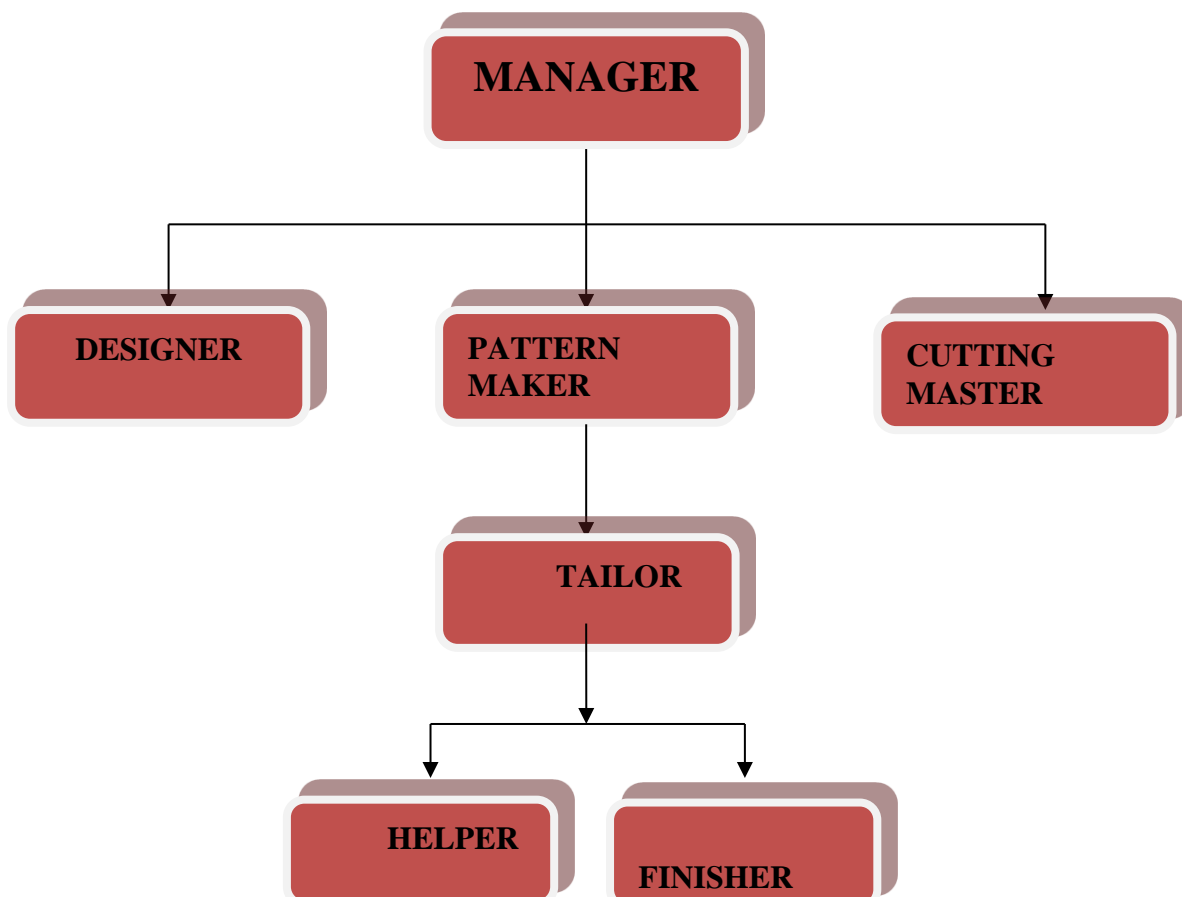 MANAGER
DESIGNER
PATTERN
MAKER
CUTTING
MASTER
TAILOR
HELPER
FINISHER